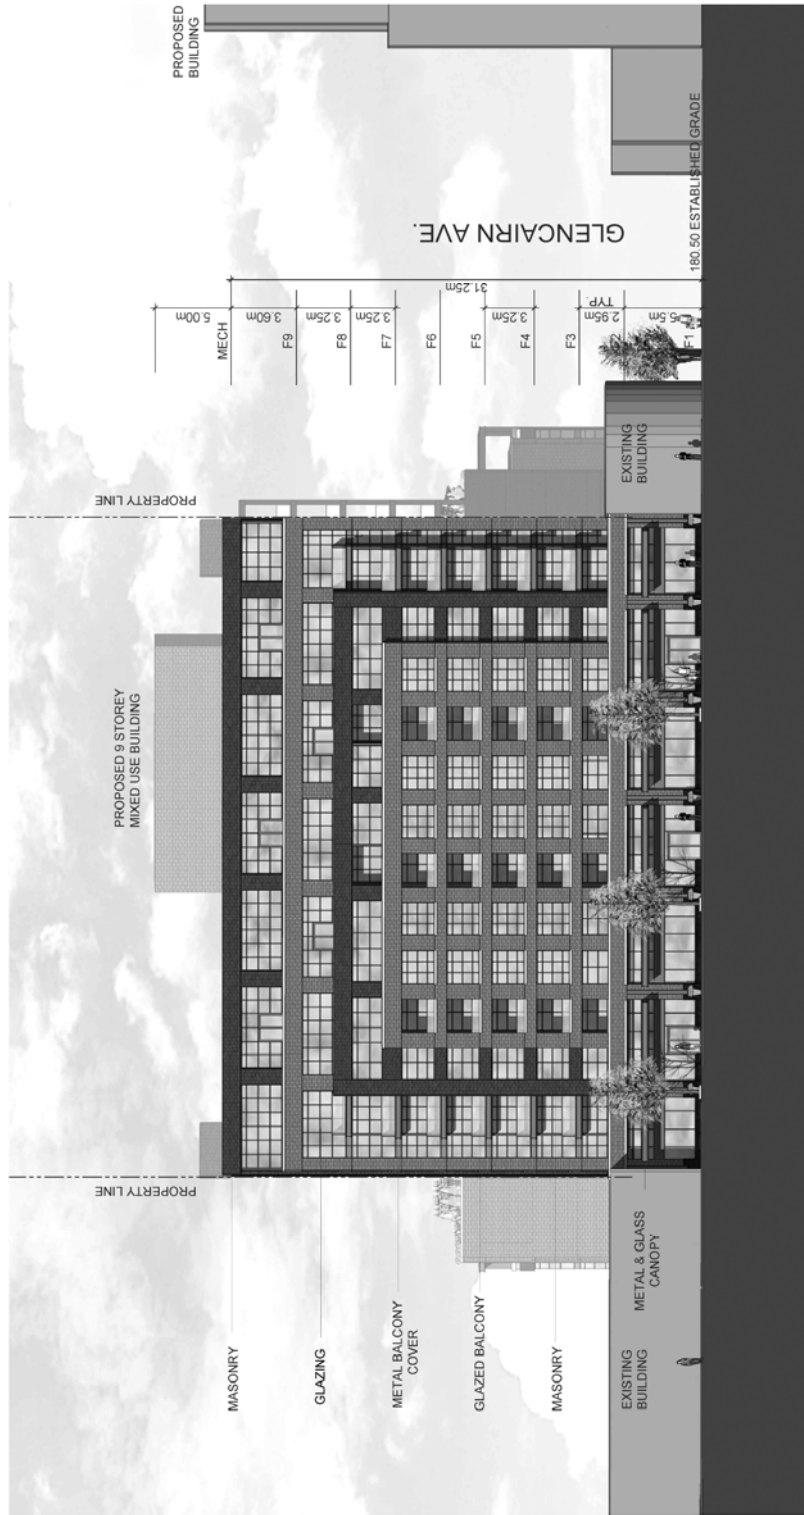 PROPOSED 9 STOREY
MIXED USE BUILDING
PROPOSED
BUILDING
PROPERTY LINE
PROPERTY LINE
MASONRY
GLAZING
METAL BALCONY
COVER
GLAZED BALCONY
MASONRY
EXISTING
BUILDING
METAL & GLASS
CANOPY
EXISTING
BUILDING
MECH
F9
F8
F7
F6
F5
F4
F3
F1
5.00m
3.60m
3.25m
3.25m
3.25m
2.95m
TYP.
5.5m
31.25m
GLENCAIRN AVE.
180.50 ESTABLISHED GRADE